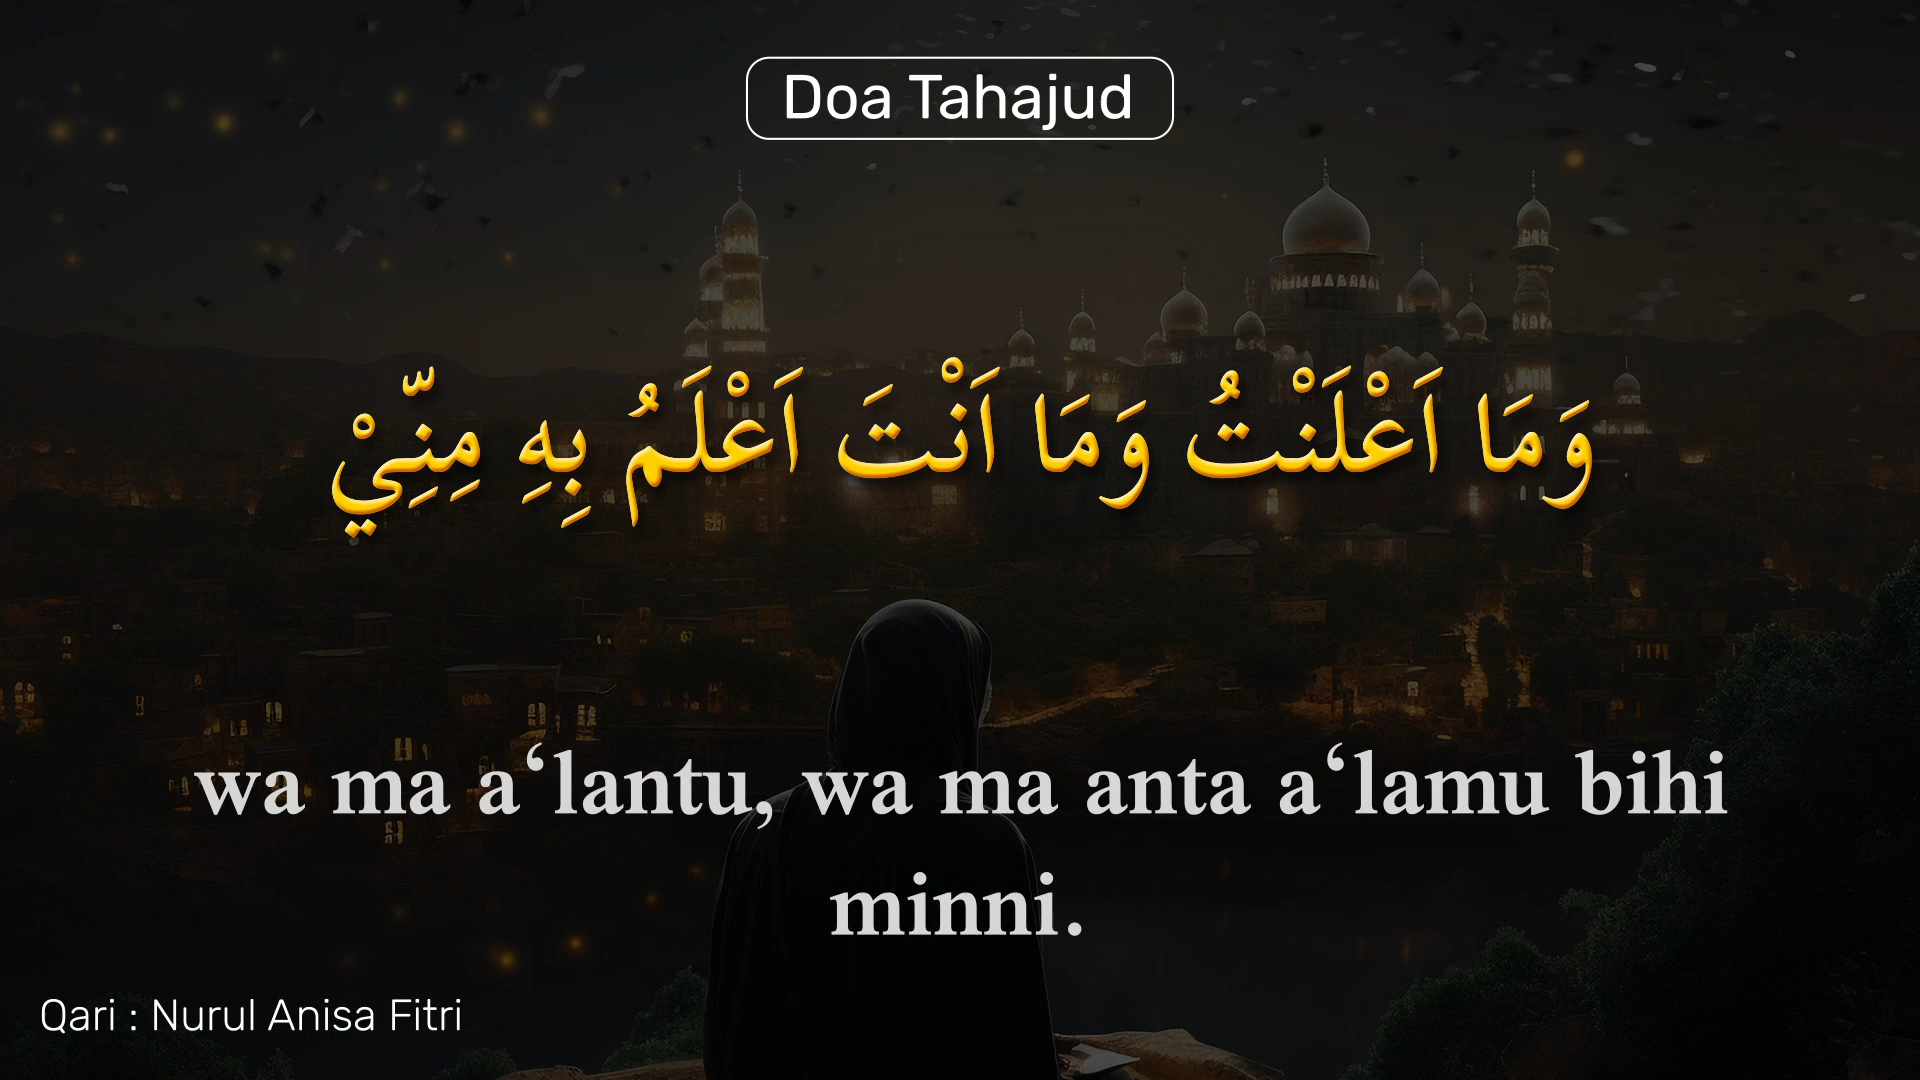 Doa Tahajud
وَمَا اَعْلَنْتُ وَمَا اَنْتَ اَعْلَمُ بِهِ مِنِّيْ
wa ma a‘lantu, wa ma anta a‘lamu bihi
minni.
Qari : Nurul Anisa Fitri